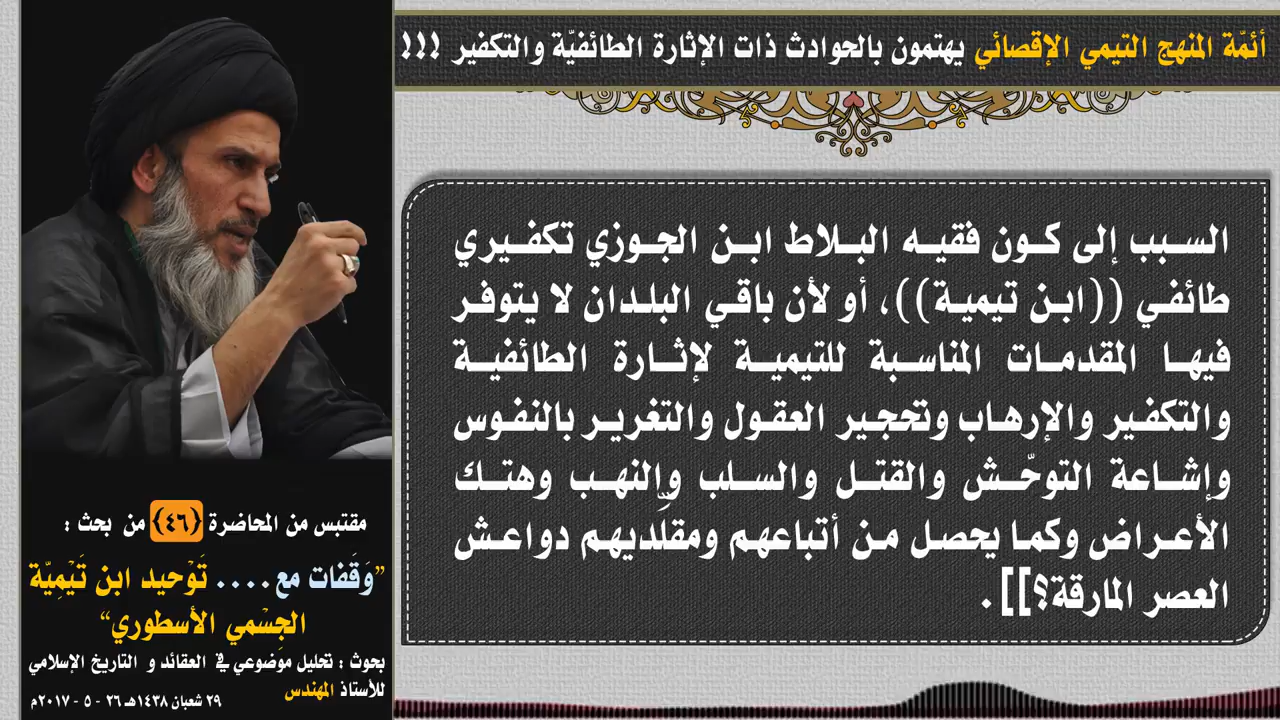 أئمّة المنهج التيمي الإقصائي يهتمون بالحوادث ذات الإثارة الطائفيّة والتكفير !!!
السبب إلى كون فقيه البلاط ابن الجوزي تكفيري
طائفي ((ابن تيمية))، أو لأن باقي البلدان لا يتوفر
فيها المقدمات المناسبة للتيمية لإثارة الطائفية
والتكفير والإرهاب وتحجير العقول والتغرير بالنفوس
وإشاعة التوحّش والقتل والسلب والنهب وهتك
الأعراض وكما يحصل من أتباعهم ومقلّديهم دواعش
العصر المارقة؟]].
مقتبس من المحاضرة {٤٦} من بحث :
”وَقَفات مع.... تَوْحيد ابن تَيْمِيّة
الجِسْمي الأسطوري“
بحوث : تحليل موضوعي في العقائد و التاريخ الإسلامي
للأستاذ المهندس
٢٩ شعبان ١٤٣٨هـ ٢٦ - ٥ - ٢٠١٧م